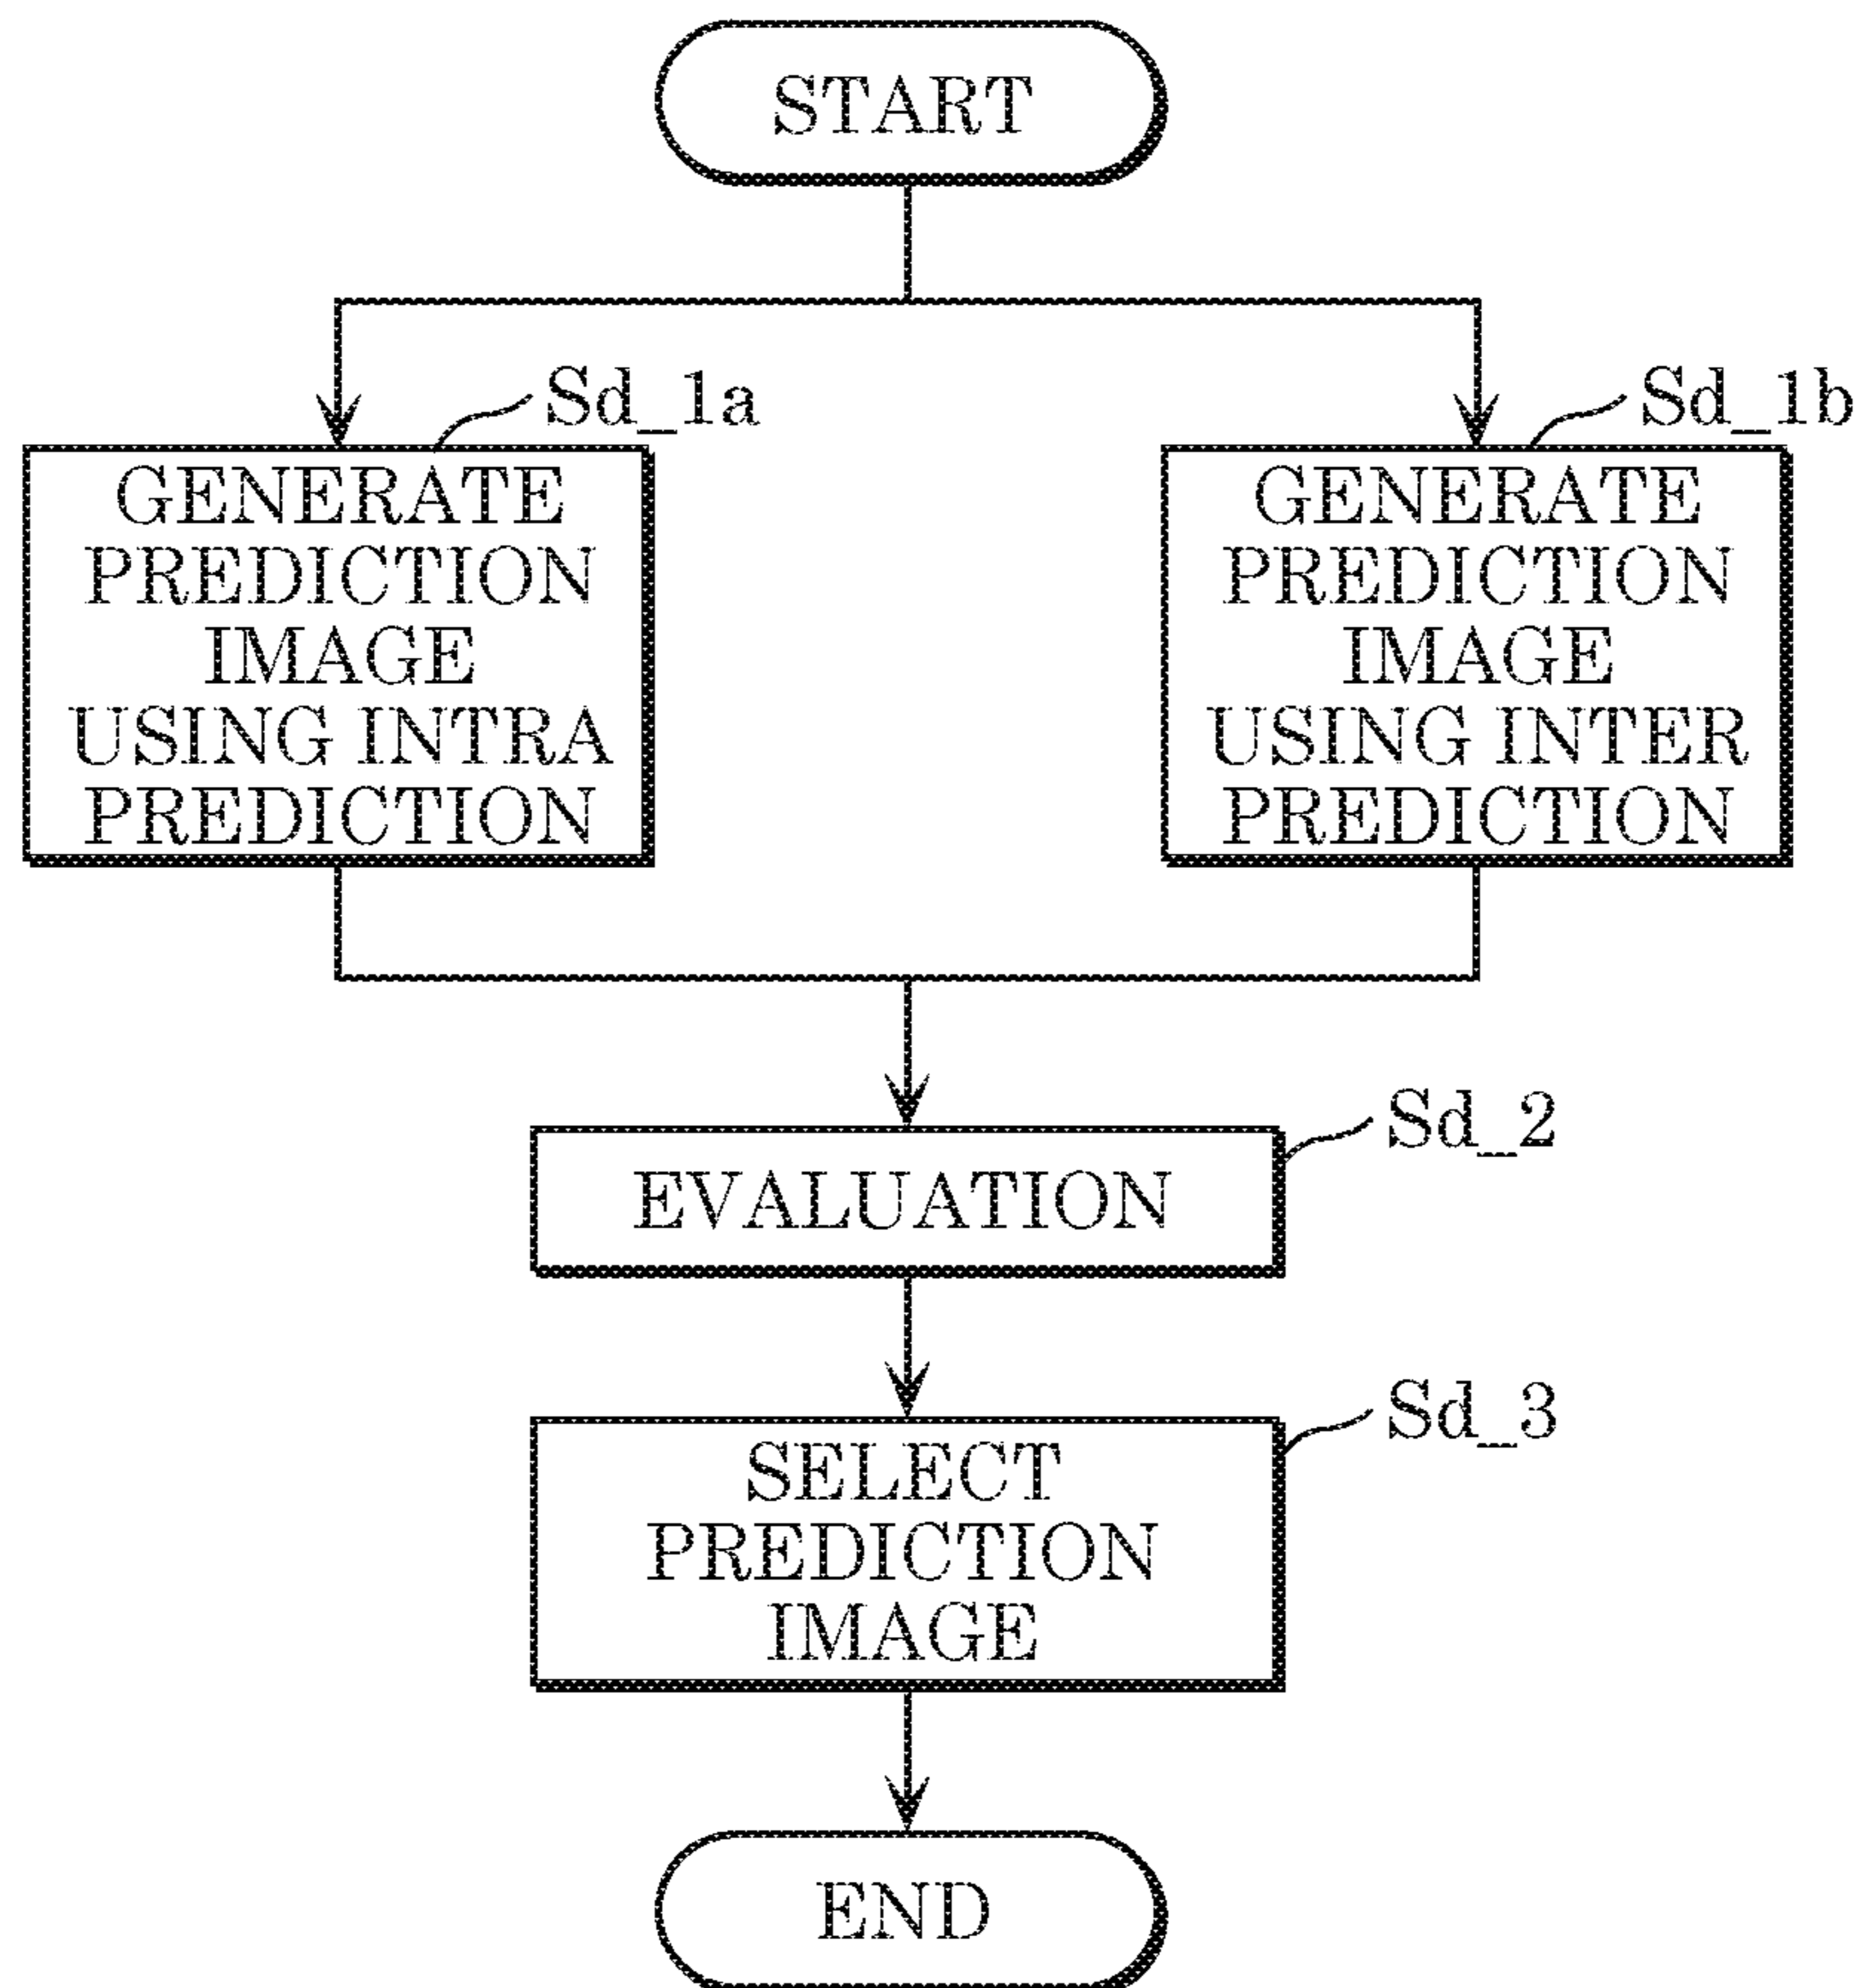 START
Sd_1a
GENERATE
PREDICTION
IMAGE
USING INTRA
PREDICTION
Sd_1b
GENERATE
PREDICTION
IMAGE
USING INTER
PREDICTION
Sd_2
EVALUATION
Sd_3
SELECT
PREDICTION
IMAGE
END